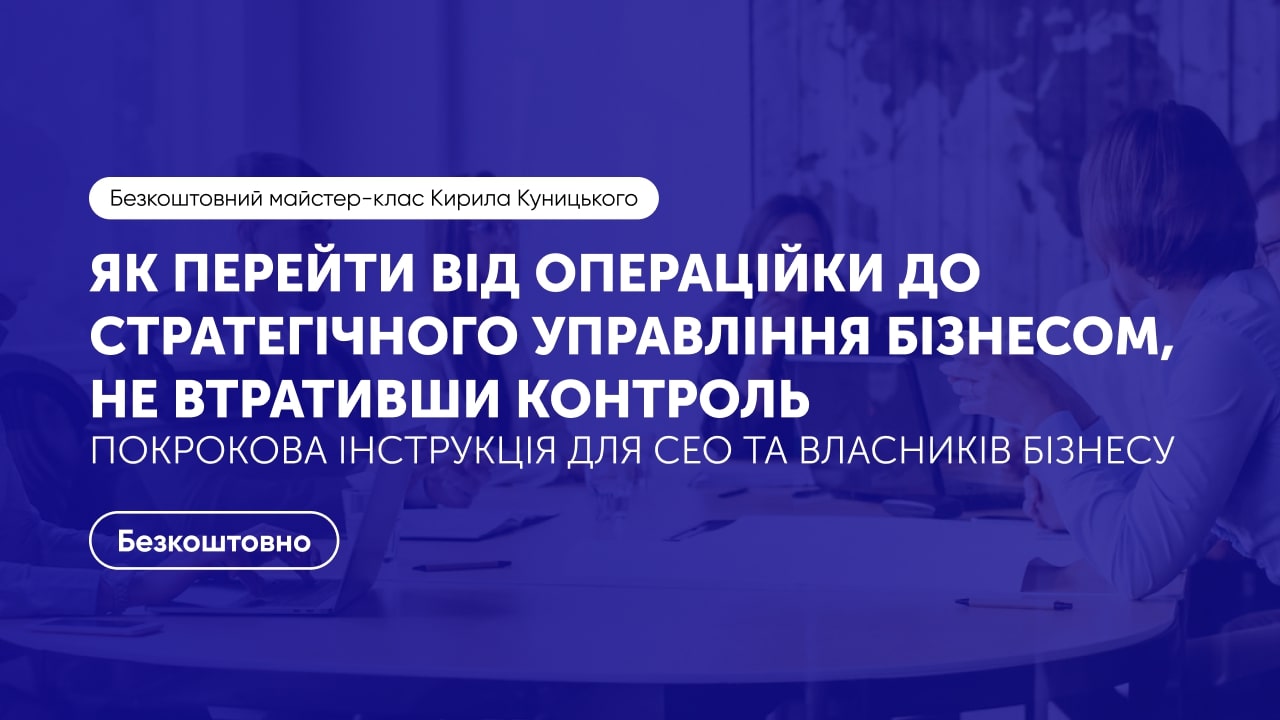 Безкоштовний майстер-клас Кирила Куницького
ЯК ПЕРЕЙТИ ВІД ОПЕРАЦІЙКИ ДО
СТРАТЕГІЧНОГО УПРАВЛІННЯ БІЗНЕСОМ,
НЕ ВТРАТИВШИ КОНТРОЛЬ
ПОКРОКОВА ІНСТРУКЦІЯ ДЛЯ СЕО ТА ВЛАСНИКІВ БІЗНЕСУ
Безкоштовно